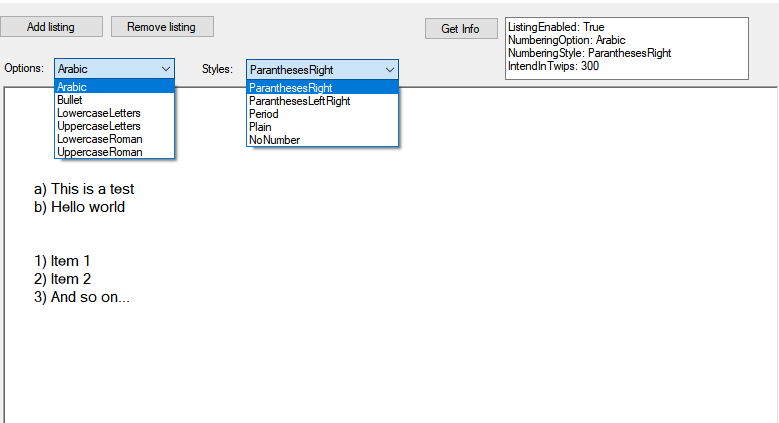 Add listing
Remove listing
Get Info
ListingEnabled: True
NumberingOption: Arabic
NumberingStyle: ParanthesesRight
IntendInTwips: 300
Options:
Arabic
Styles:
ParanthesesRight
Arabic
Bullet
LowercaseLetters
UppercaseLetters
LowercaseRoman
UppercaseRoman
ParanthesesRight
ParanthesesLeftRight
Period
Plain
NoNumber
a) This is a test
b) Hello world
1) Item 1
2) Item 2
3) And so on...